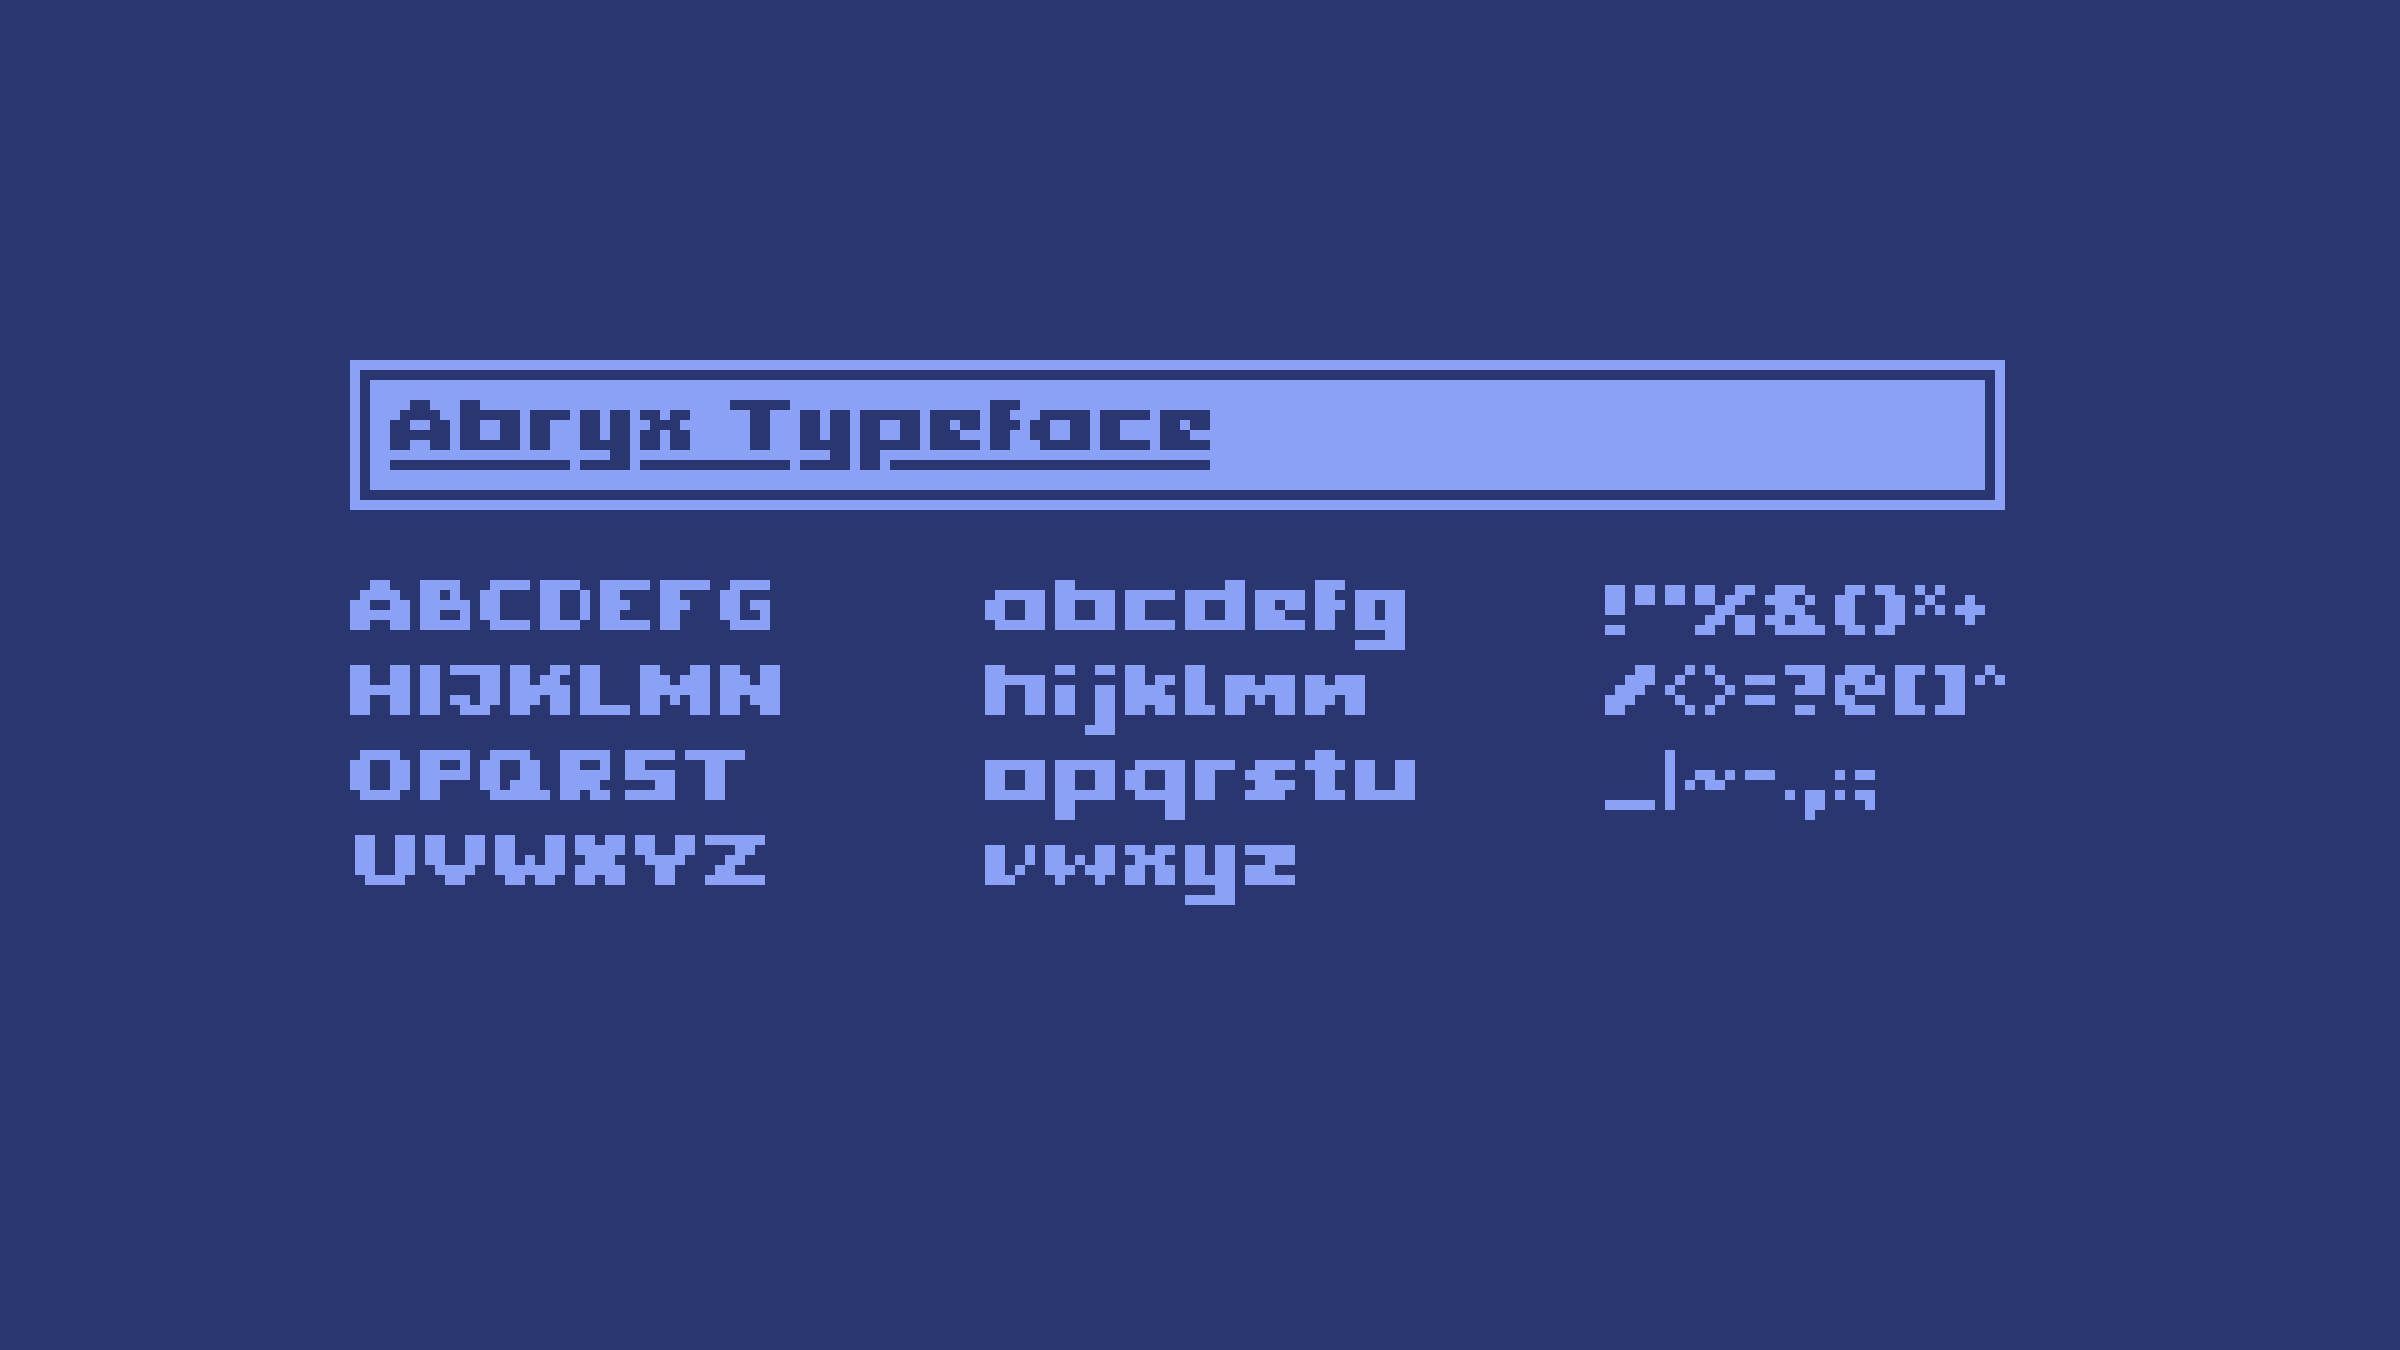 Abryx Typeface
ABCDEFG
HIJKLMN
OPQRST
UVWXYZ
abcdefg
hijklmn
opqrstu
vwxyz
!"%&()*+
/<>=?@[]^
_|~-.,:;